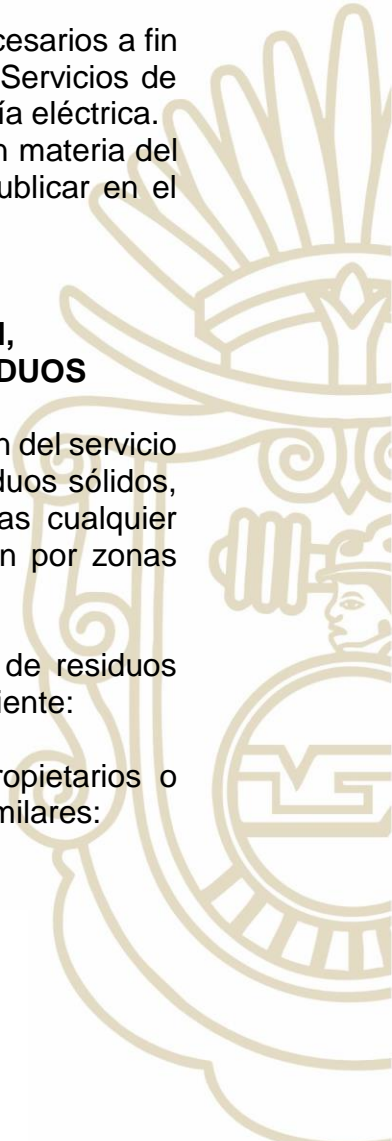 cesarios a fin
Servicios de
ía eléctrica.
n materia del
ublicar en el
,
DUOS
n del servicio
duos sólidos,
as cualquier
n por zonas
de residuos
iente:
ropietarios o
milares: